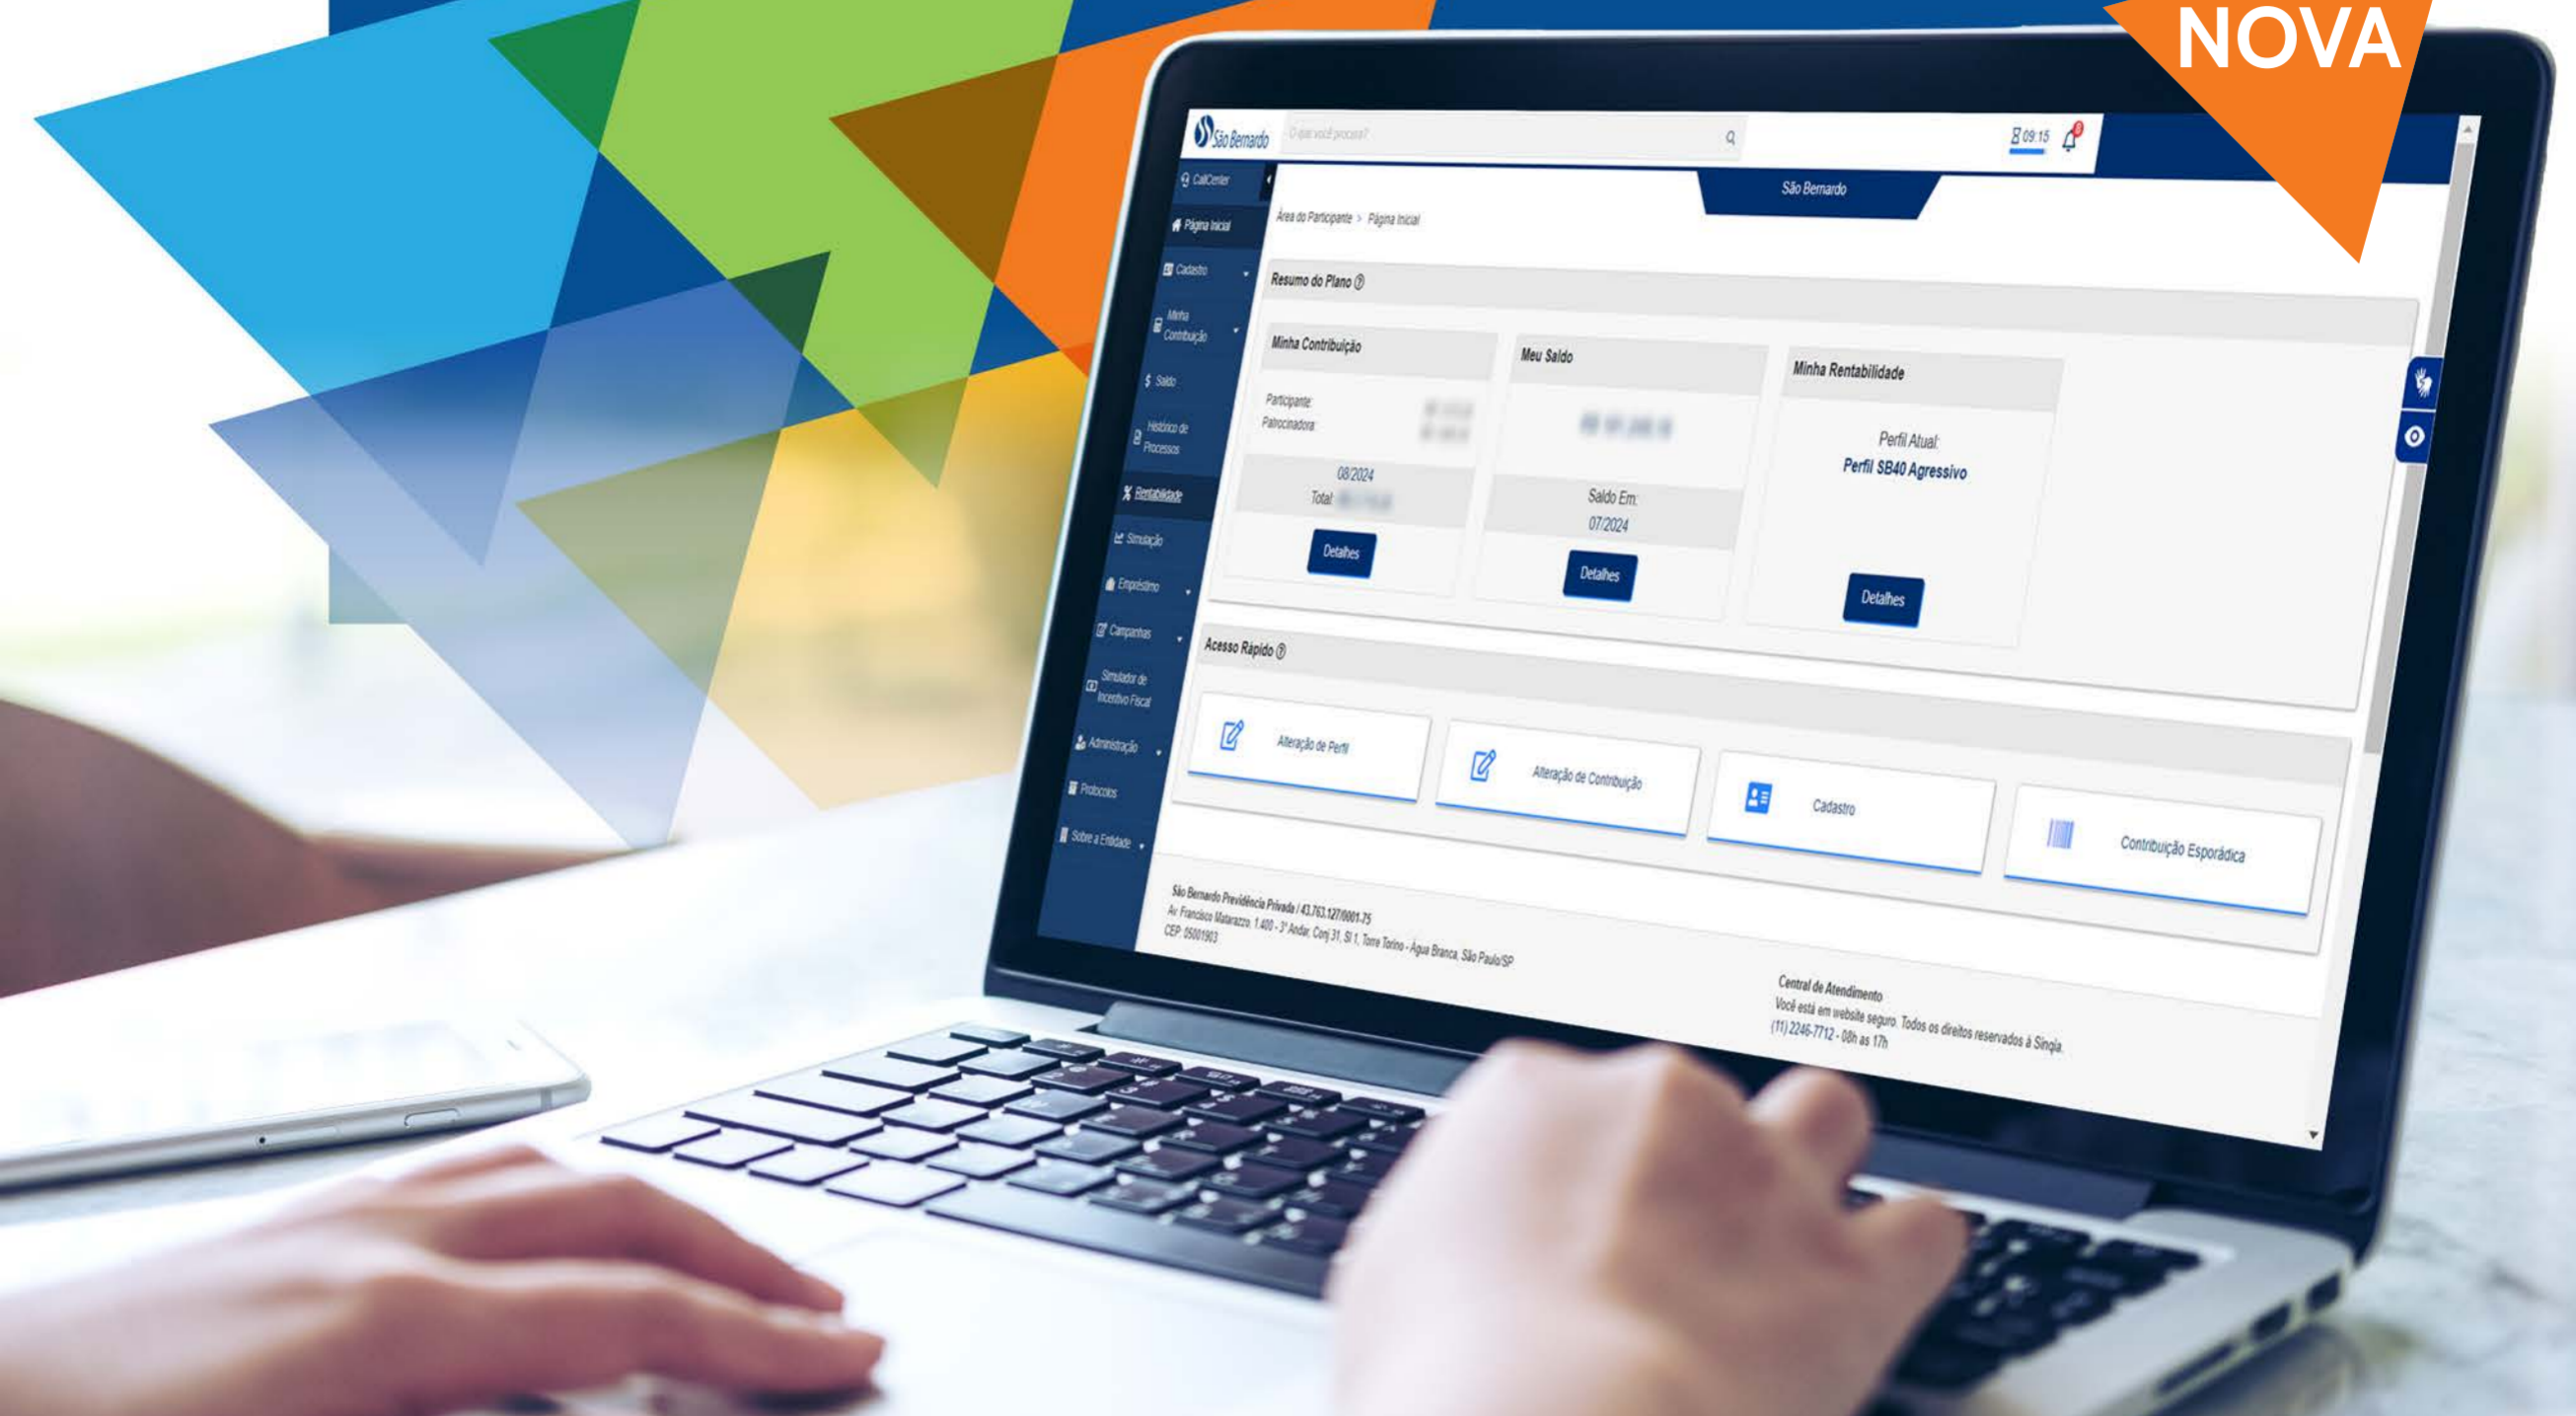 NOVA
São Bernardo
O que você procura?
09:15
8
São Bernardo
CallCenter
Página Inicial
Cadastro
Minha
Contribuição
$ Saldo
Histórico de
Processos
Rentabilidade
Simulação
Empréstimo
Campanhas
Simulador de
Incentivo Fiscal
Administração
Protocolos
Sobre a Entidade
Área do Participante > Página Inicial
Resumo do Plano
Minha Contribuição
Participante:
Patrocinadora:
08/2024
Total:
Detalhes
Meu Saldo
Saldo Em:
07/2024
Detalhes
Minha Rentabilidade
Perfil Atual:
Perfil SB40 Agressivo
Detalhes
Acesso Rápido
Alteração de Perfil
Alteração de Contribuição
Cadastro
Contribuição Esporádica
São Bernardo Previdência Privada / 43.763.127/0001-75
Av. Francisco Matarazzo, 1.400 - 3° Andar, Conj 31, Sl 1, Torre Torino - Água Branca, São Paulo/SP
CEP: 05001903
Central de Atendimento
Você está em website seguro. Todos os direitos reservados à Sinqia.
(11) 2246-7712 - 08h as 17h